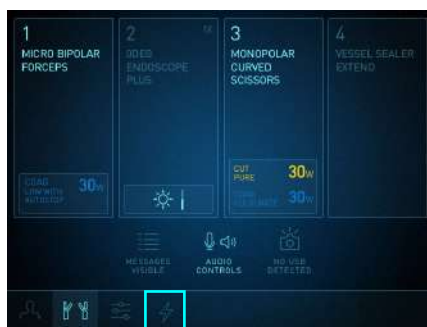 1
MICRO BIPOLAR
FORCEPS
COAG
LOW WITH
AUTOSTOP
30W
2
ENDOSCOPE
PLUS
3
MONOPOLAR
CURVED
SCISSORS
CUT
PURE
30W
COAG
30W
4
VESSEL SEALER
EXTEND
MESSAGES
VISIBLE
AUDIO
CONTROLS
NO USB
DETECTED